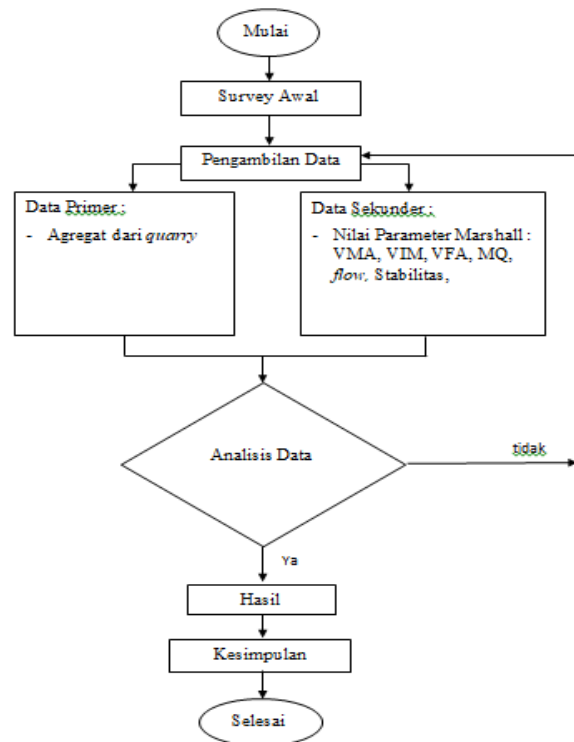 Mulai
Survey Awal
Pengambilan Data
Data Primer :
- Agregat dari quarry
Data Sekunder :
- Nilai Parameter Marshall :
VMA, VIM, VFA, MQ,
flow, Stabilitas,
Analisis Data
tidak
Ya
Hasil
Kesimpulan
Selesai